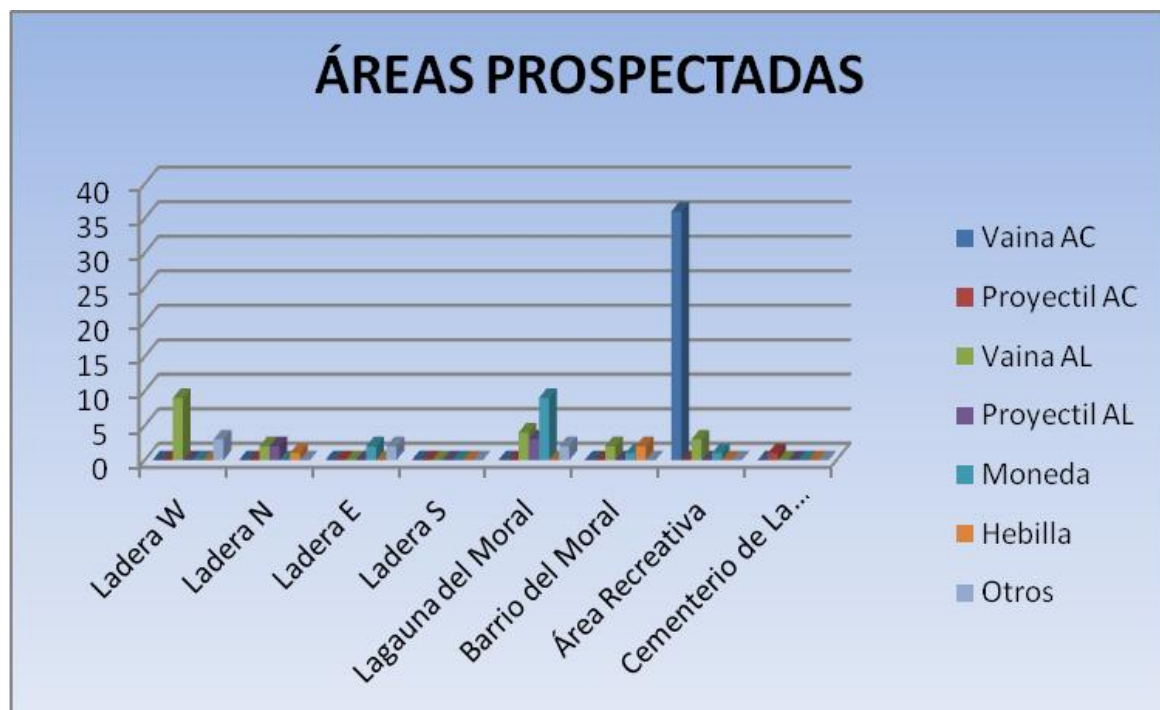 ÁREAS PROSPECTADAS
40
35
30
25
20
15
10
5
0
Ladera W
Ladera N
Ladera E
Ladera S
Lagauna del Moral
Barrio del Moral
Área Recreativa
Cementerio de La...
Vaina AC
Proyectil AC
Vaina AL
Proyectil AL
Moneda
Hebilla
Otros